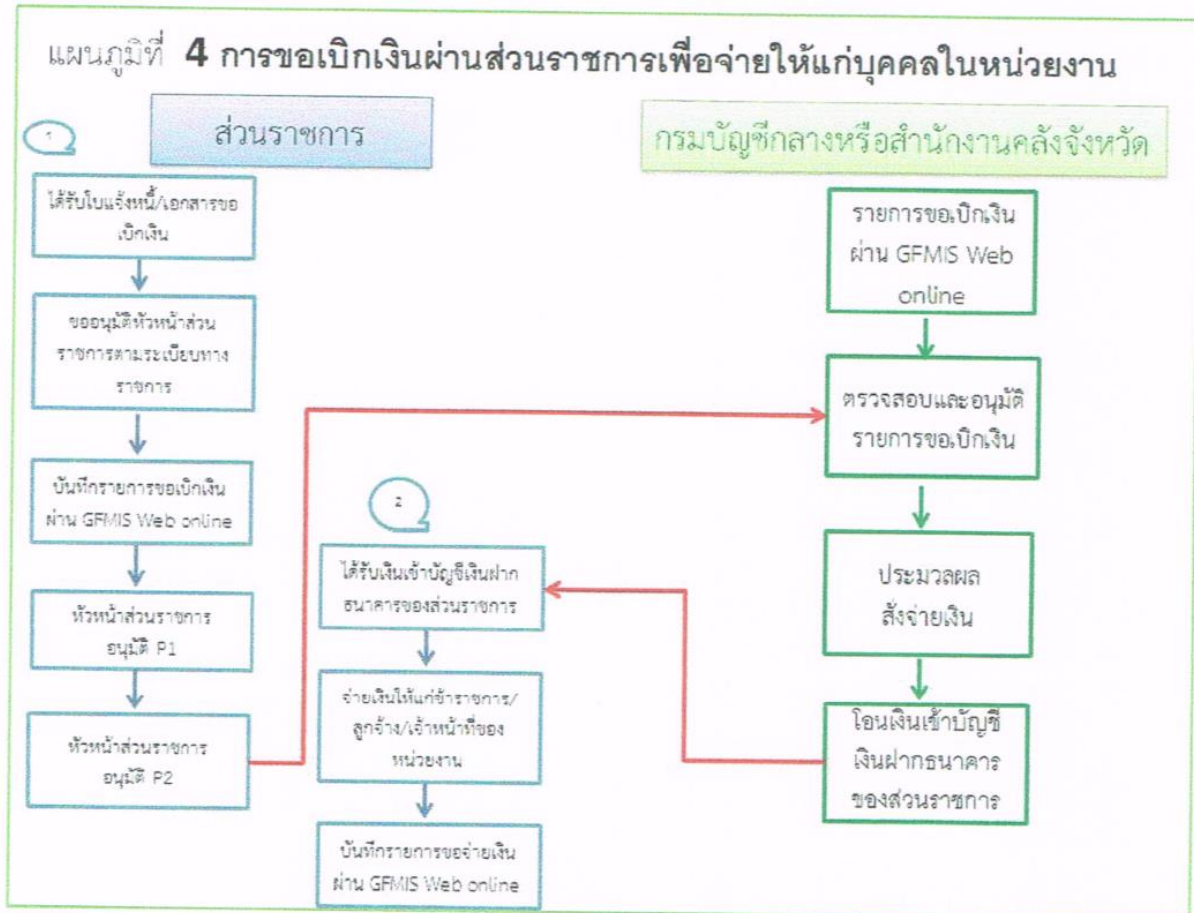 แผนภูมิที่ 4 การขอเบิกเงินผ่านส่วนราชการเพื่อจ่ายให้แก่บุคคลในหน่วยงาน
1
ส่วนราชการ
ได้รับใบแจ้งหนี้/เอกสารขอ
เบิกเงิน
ขออนุมัติหัวหน้าส่วน
ราชการตามระเบียบทาง
ราชการ
บันทึกรายการขอเบิกเงิน
ผ่าน GFMIS Web online
หัวหน้าส่วนราชการ
อนุมัติ P1
หัวหน้าส่วนราชการ
อนุมัติ P2
2
ได้รับเงินเข้าบัญชีเงินฝาก
ธนาคารของส่วนราชการ
จ่ายเงินให้แก่ข้าราชการ/
ลูกจ้าง/เจ้าหน้าที่ของ
หน่วยงาน
บันทึกรายการขอจ่ายเงิน
ผ่าน GFMIS Web online
กรมบัญชีกลางหรือสำนักงานคลังจังหวัด
รายการขอเบิกเงิน
ผ่าน GFMIS Web
online
ตรวจสอบและอนุมัติ
รายการขอเบิกเงิน
ประมวลผล
สั่งจ่ายเงิน
โอนเงินเข้าบัญชี
เงินฝากธนาคาร
ของส่วนราชการ